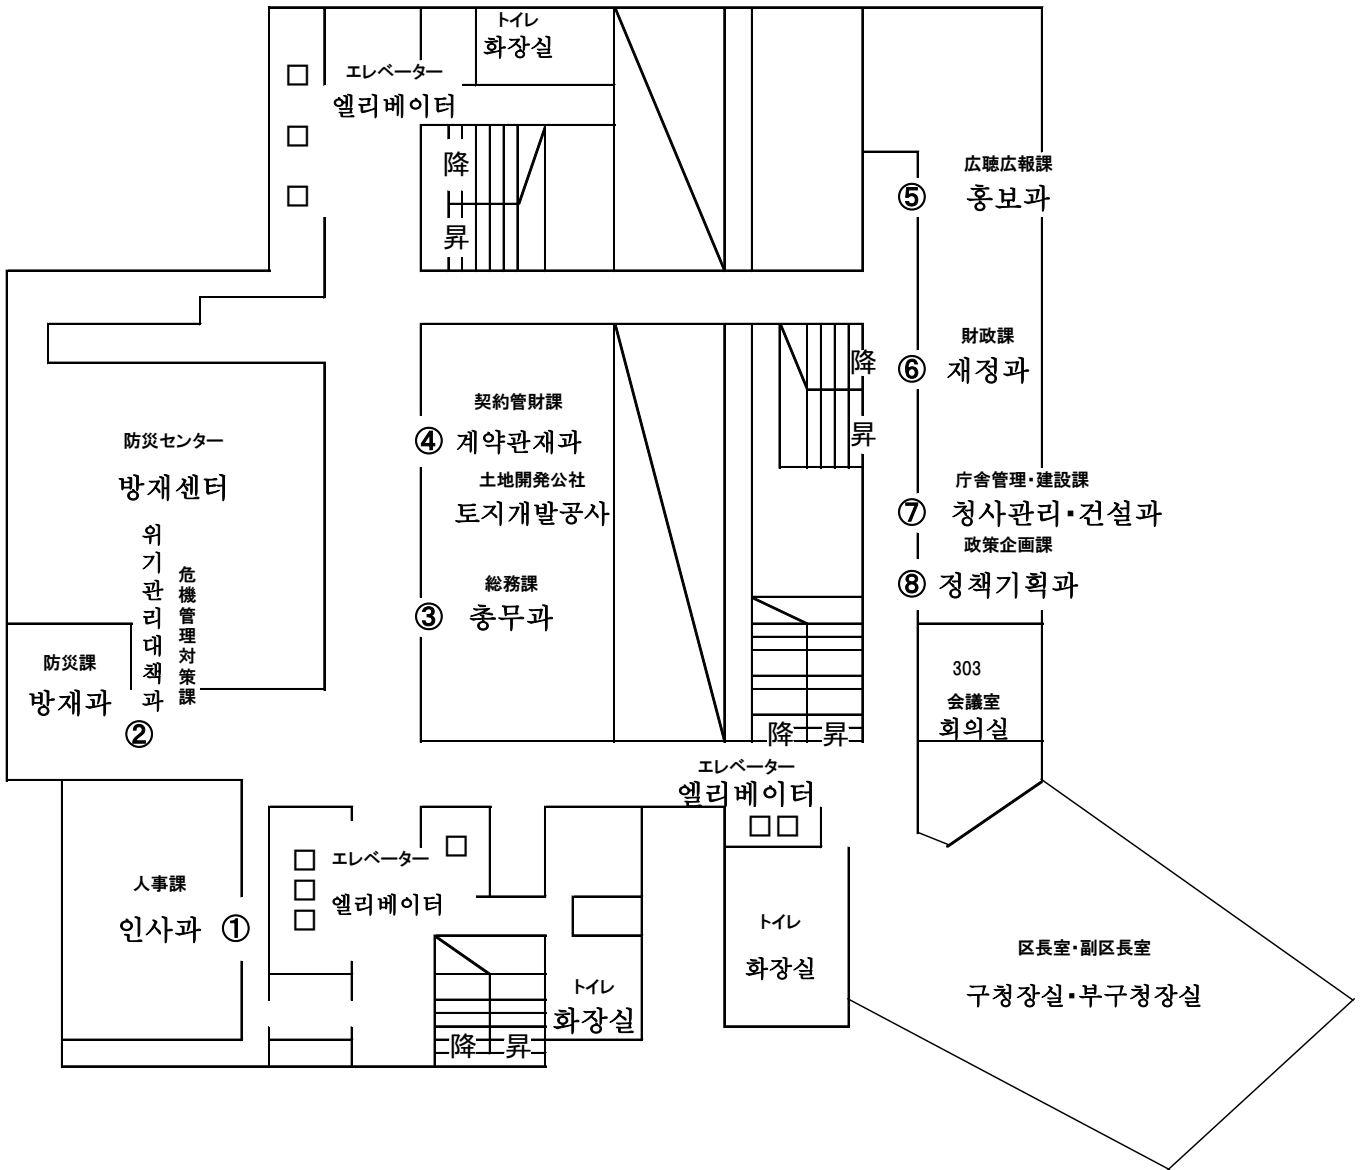 トイレ
화장실
エレベーター
엘리베이터
降
昇
広聴広報課
⑤ 홍보과
財政課
⑥ 재정과
降
昇
契約管財課
④ 계약관재과
土地開発公社
토지개발공사
防災センター
방재센터
위기관리대책과
危機管理対策課
庁舎管理・建設課
⑦ 청사관리・건설과
政策企画課
⑧ 정책기획과
総務課
③ 총무과
防災課
방재과
②
303
会議室
회의실
降 昇
エレベーター
엘리베이터
エレベーター
엘리베이터
人事課
인사과 ①
トイレ
화장실
区長室・副区長室
구청장실・부구청장실
トイレ
화장실
降 昇